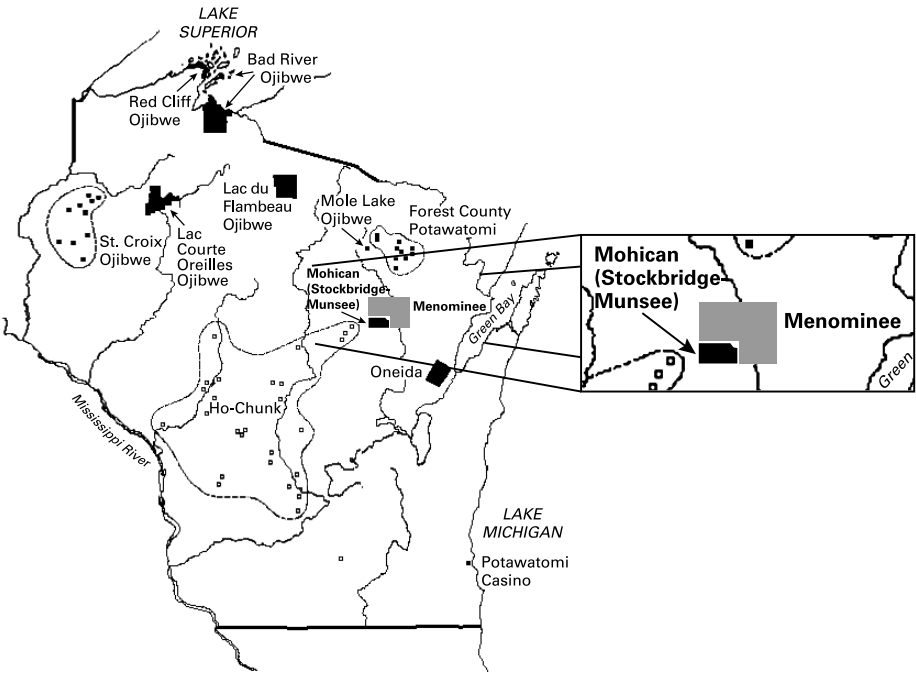 LAKE
SUPERIOR
Bad River
Ojibwe
Red Cliff
Ojibwe
Lac du
Flambeau
Ojibwe
Mole Lake
Ojibwe
Forest County
Potawatomi
St. Croix
Ojibwe
Lac
Courte
Oreilles
Ojibwe
Mohican
(Stockbridge-
Munsee)
Menominee
Green Bay
Oneida
Ho-Chunk
Mississippi River
LAKE
MICHIGAN
Potawatomi
Casino
Mohican
(Stockbridge-
Munsee)
Menominee
Green